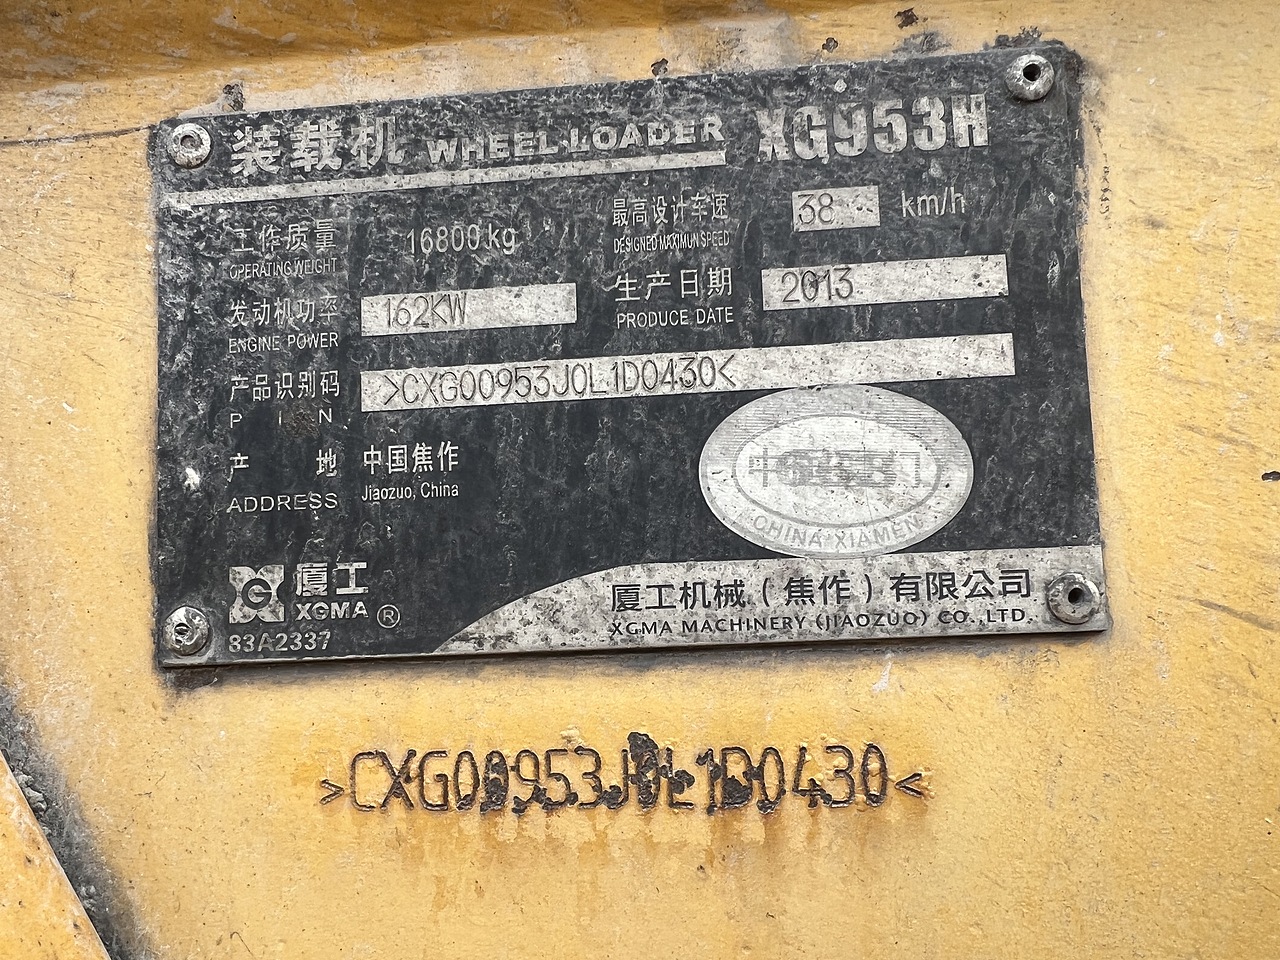 装载机 WHEEL LOADER XG953H
工作质量 16800kg 最高设计车速 38 km/h
OPERATING WEIGHT DESIGNED MAXIMUN SPEED
发动机功率 162KW 生产日期 2013
ENGINE POWER PRODUCE DATE
产品识别码 >CXG00953J0L1D0430<
PIN
产地 中国焦作
ADDRESS Jiaozuo, China
CHINA XIAMEN
厦工
XGMA ®
83A2337
厦工机械（焦作）有限公司
XGMA MACHINERY (JIAOZUO) CO.,LTD.
>CXG00953J0L1D0430<